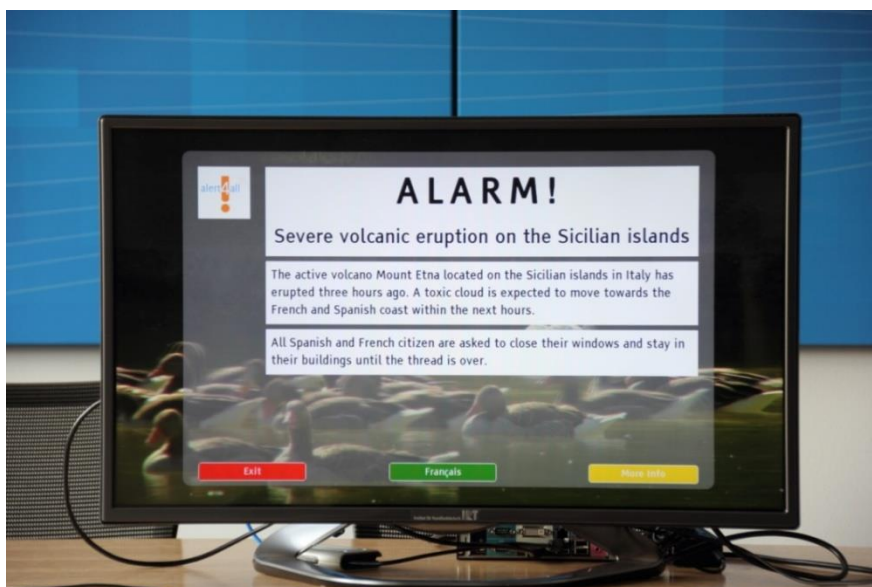 alert4all
ALARM!
Severe volcanic eruption on the Sicilian islands
The active volcano Mount Etna located on the Sicilian islands in Italy has
erupted three hours ago. A toxic cloud is expected to move towards the
French and Spanish coast within the next hours.
All Spanish and French citizen are asked to close their windows and stay in
their buildings until the thread is over.
Exit
Français
More Info